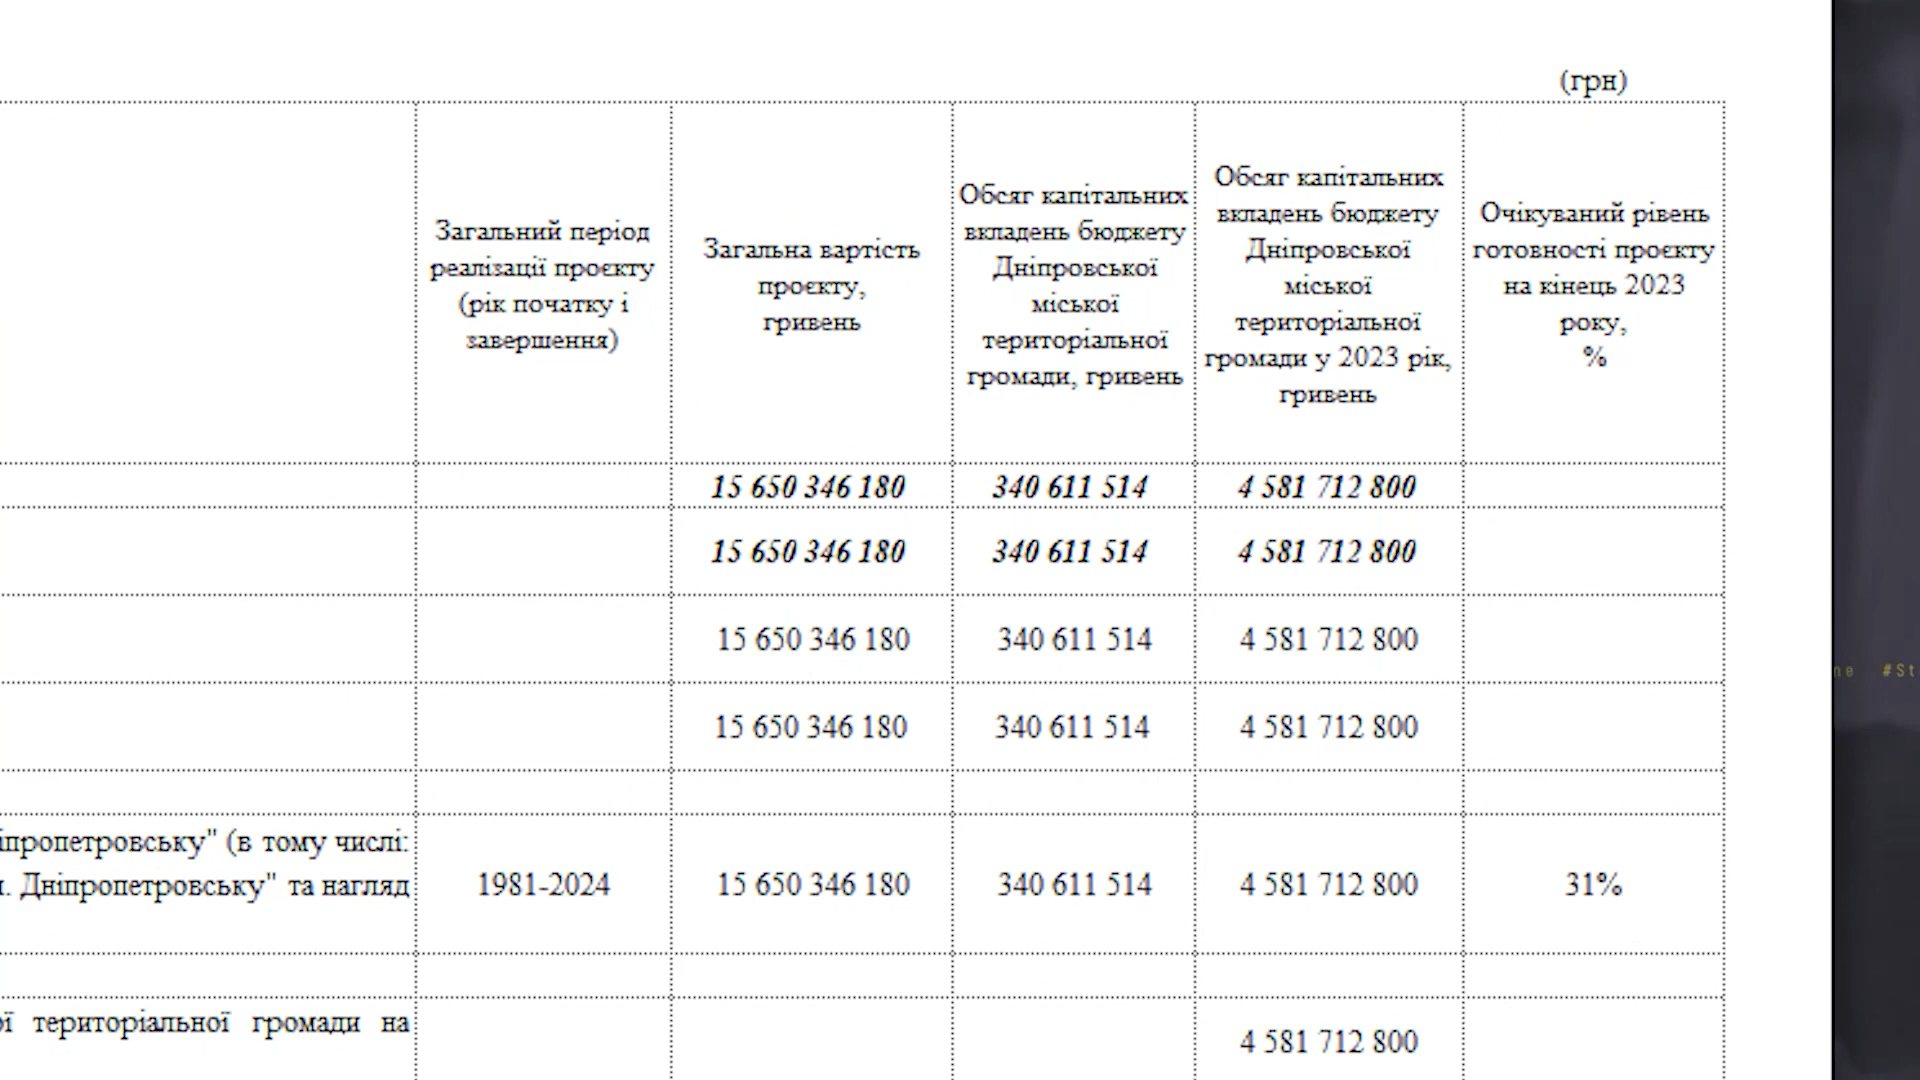 (грн)
Загальний період
реалізації проєкту
(рік початку і
завершення)
Загальна вартість
проєкту,
гривень
Обсяг капітальних
вкладень бюджету
Дніпровської
міської
територіальної
громади, гривень
Обсяг капітальних
вкладень бюджету
Дніпровської
міської
територіальної
громади у 2023 рік,
гривень
Очікуваний рівень
готовності проєкту
на кінець 2023
року,
%
15 650 346 180 340 611 514 4 581 712 800
15 650 346 180 340 611 514 4 581 712 800
15 650 346 180 340 611 514 4 581 712 800
15 650 346 180 340 611 514 4 581 712 800
іпропетровську" (в тому числі:
. Дніпропетровську" та нагляд
1981-2024 15 650 346 180 340 611 514 4 581 712 800 31%
ої територіальної громади на
4 581 712 800
ne #St